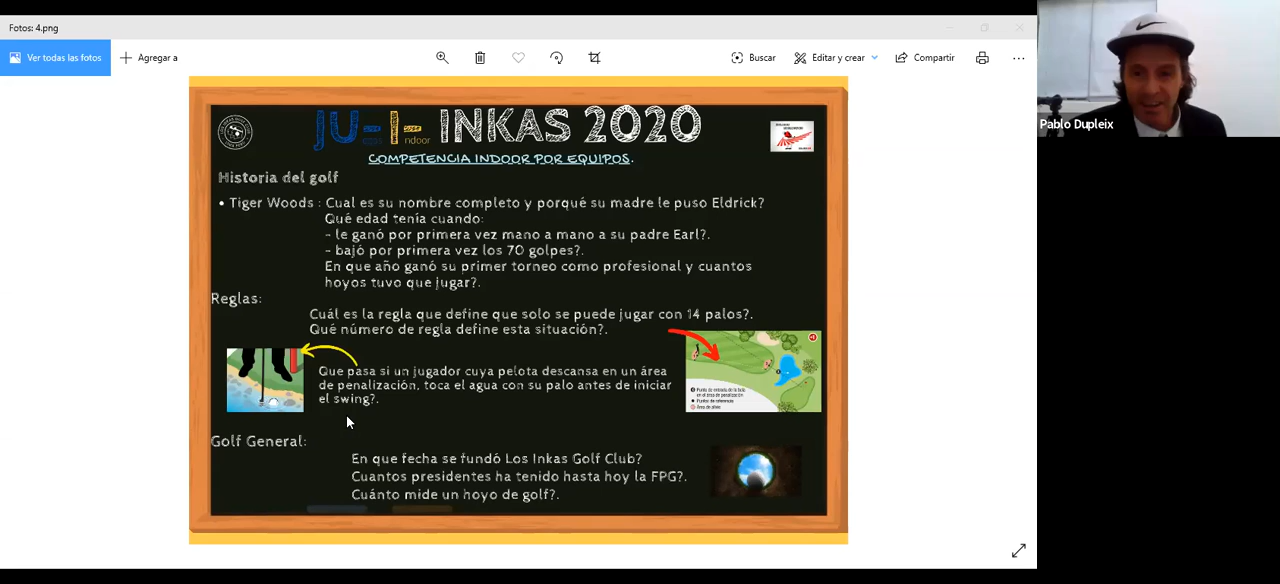 Fotos: 4.png
Ver todas las fotos
Agregar a
Buscar
Editar y crear
Compartir
Pablo Dupleix
JU-I- INKAS 2020
ndoor
COMPETENCIA INDOOR POR EQUIPOS.
Historia del golf
• Tiger Woods : Cual es su nombre completo y porqué su madre le puso Eldrick?
Qué edad tenía cuando:
- le ganó por primera vez mano a mano a su padre Earl?.
- bajó por primera vez los 70 golpes?.
En que año ganó su primer torneo como profesional y cuantos
hoyos tuvo que jugar?.
Reglas:
Cuál es la regla que define que solo se puede jugar con 14 palos?.
Qué número de regla define esta situación?.
Que pasa si un jugador cuya pelota descansa en un área
de penalización, toca el agua con su palo antes de iniciar
el swing?.
Golf General:
En que fecha se fundó Los Inkas Golf Club?
Cuantos presidentes ha tenido hasta hoy la FPG?.
Cuánto mide un hoyo de golf?.